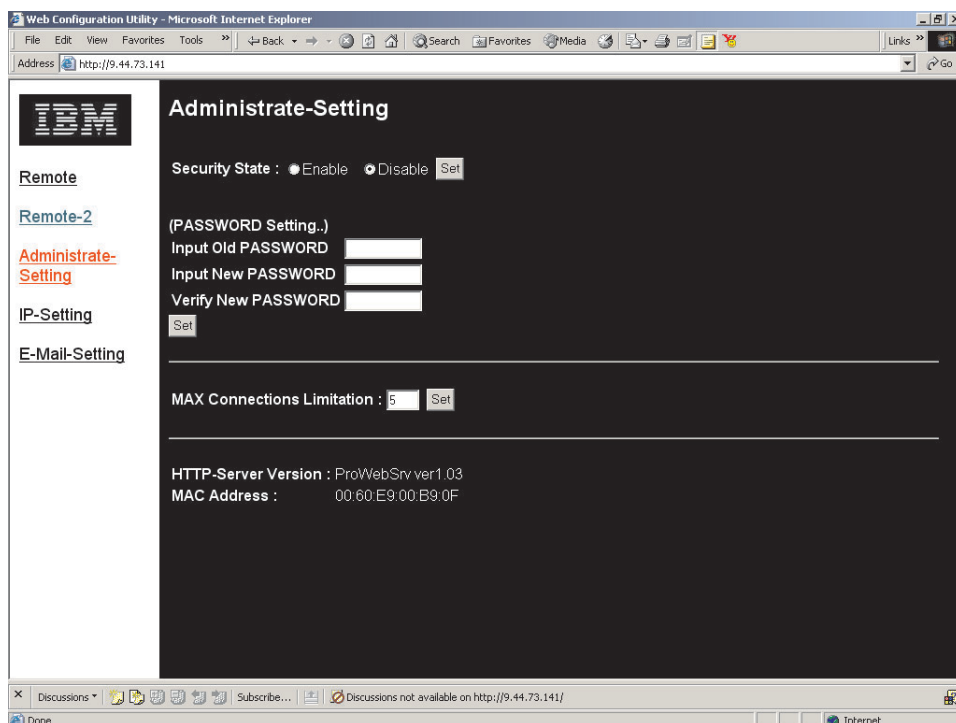 Web Configuration Utility - Microsoft Internet Explorer
File Edit View Favorites Tools » Back Search Favorites Media Links »
Address http://9.44.73.141 Go
IBM
Remote
Remote-2
Administrate-
Setting
IP-Setting
E-Mail-Setting
Administrate-Setting
Security State : Enable Disable Set
(PASSWORD Setting..)
Input Old PASSWORD
Input New PASSWORD
Verify New PASSWORD
Set
MAX Connections Limitation : 5 Set
HTTP-Server Version : ProWebSrv ver1.03
MAC Address : 00:60:E9:00:B9:0F
Discussions Subscribe... Discussions not available on http://9.44.73.141/
Done Internet